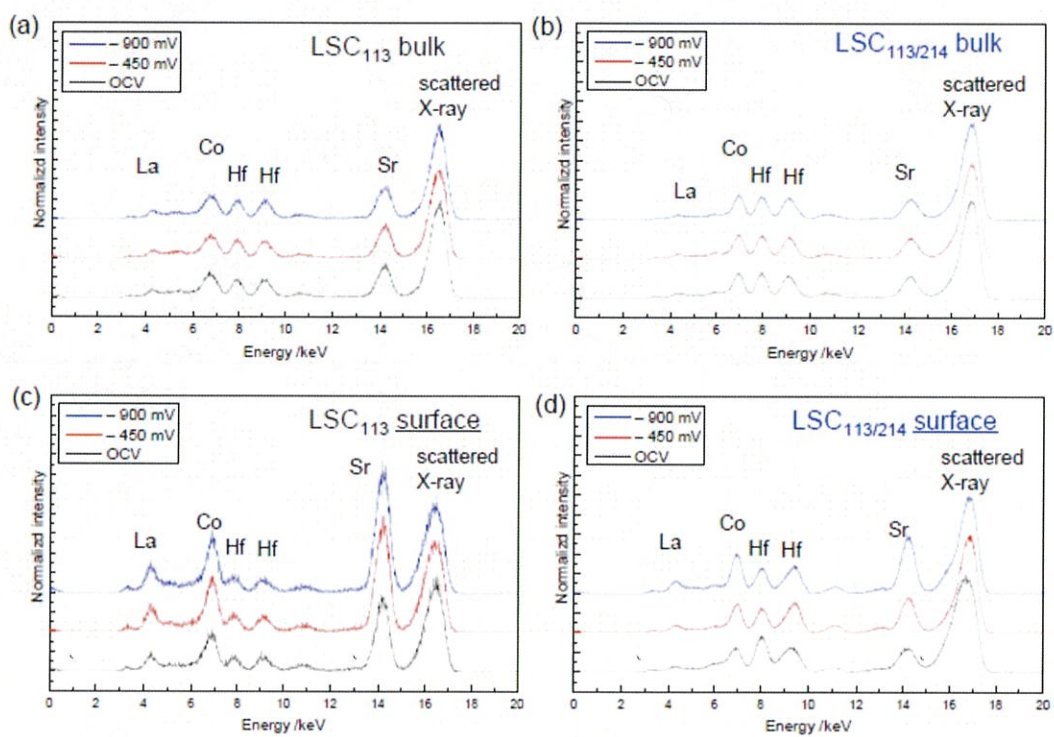 (a)
– 900 mV
– 450 mV
OCV
LSC113 bulk
scattered
X-ray
La
Co
Hf
Hf
Sr
Normalizd intensity
0 2 4 6 8 10 12 14 16 18 20
Energy /keV
(b)
– 900 mV
– 450 mV
OCV
LSC113/214 bulk
scattered
X-ray
La
Co
Hf
Hf
Sr
Normalizd intensity
0 2 4 6 8 10 12 14 16 18 20
Energy /keV
(c)
– 900 mV
– 450 mV
OCV
LSC113 surface
scattered
X-ray
La
Co
Hf
Hf
Sr
Normalizd intensity
0 2 4 6 8 10 12 14 16 18 20
Energy /keV
(d)
– 900 mV
– 450 mV
OCV
LSC113/214 surface
scattered
X-ray
La
Co
Hf
Hf
Sr
Normalizd intensity
0 2 4 6 8 10 12 14 16 18 20
Energy /keV